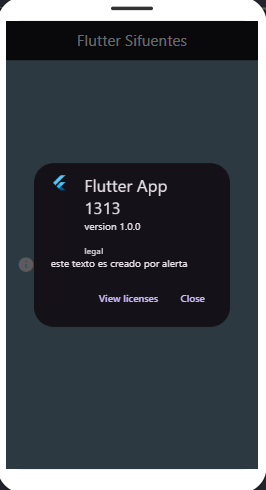 Flutter Sifuentes
Flutter App
1313
version 1.0.0
legal
este texto es creado por alerta
View licenses
Close